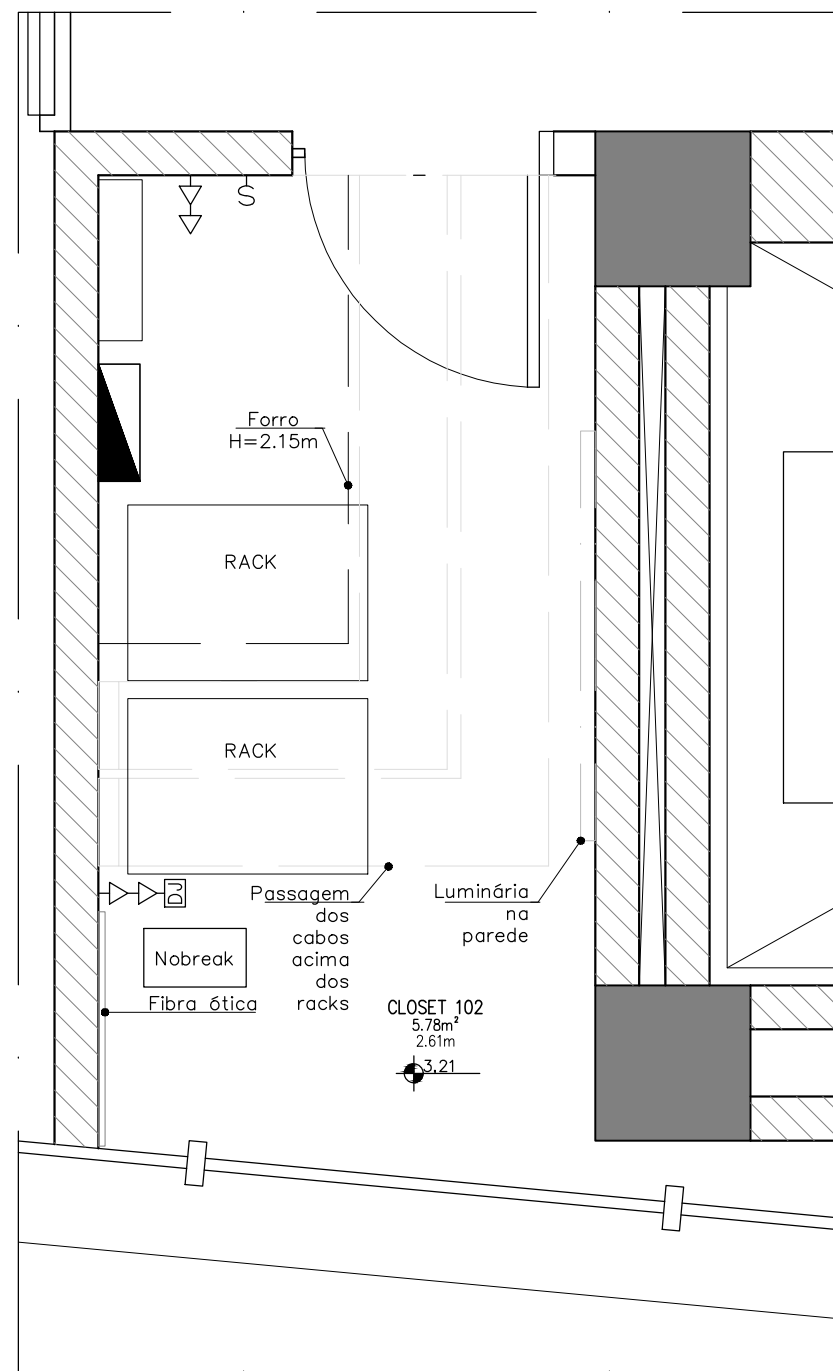 S
Forro
H=2.15m
RACK
RACK
DJ
Passagem
dos
cabos
acima
dos
racks
Luminária
na
parede
Nobreak
Fibra ótica
CLOSET 102
5.78m²
2.61m
3,21